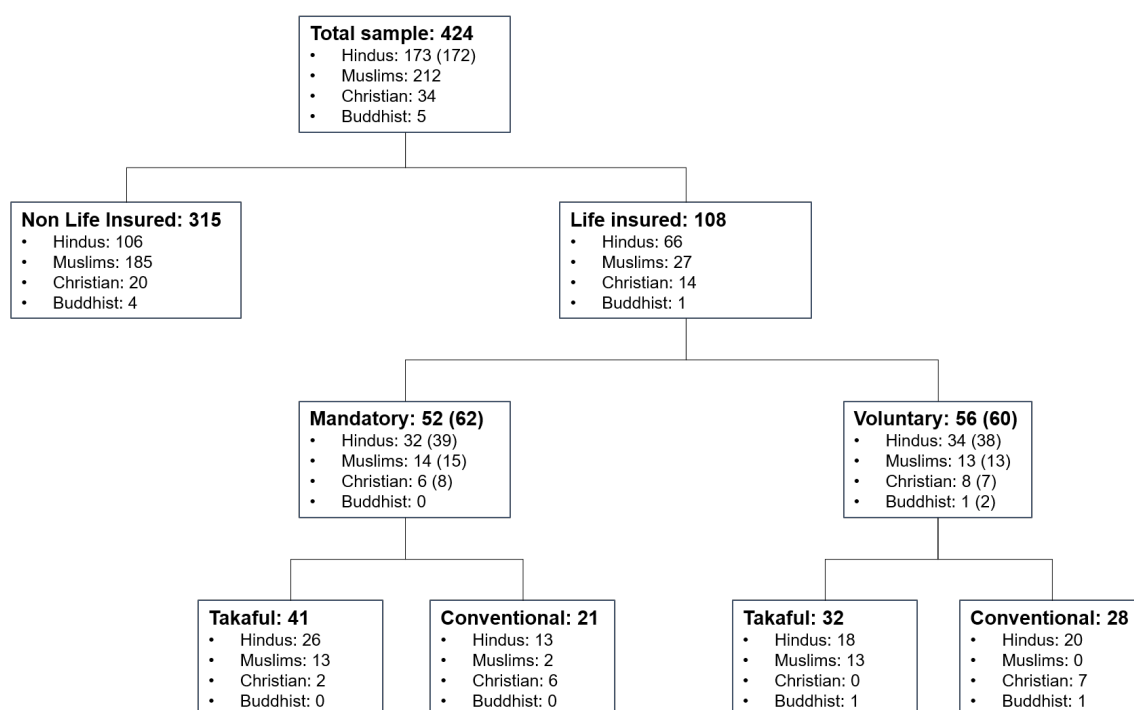 Total sample: 424
• Hindus: 173 (172)
• Muslims: 212
• Christian: 34
• Buddhist: 5
Non Life Insured: 315
• Hindus: 106
• Muslims: 185
• Christian: 20
• Buddhist: 4
Life insured: 108
• Hindus: 66
• Muslims: 27
• Christian: 14
• Buddhist: 1
Mandatory: 52 (62)
• Hindus: 32 (39)
• Muslims: 14 (15)
• Christian: 6 (8)
• Buddhist: 0
Voluntary: 56 (60)
• Hindus: 34 (38)
• Muslims: 13 (13)
• Christian: 8 (7)
• Buddhist: 1 (2)
Takaful: 41
• Hindus: 26
• Muslims: 13
• Christian: 2
• Buddhist: 0
Conventional: 21
• Hindus: 13
• Muslims: 2
• Christian: 6
• Buddhist: 0
Takaful: 32
• Hindus: 18
• Muslims: 13
• Christian: 0
• Buddhist: 1
Conventional: 28
• Hindus: 20
• Muslims: 0
• Christian: 7
• Buddhist: 1